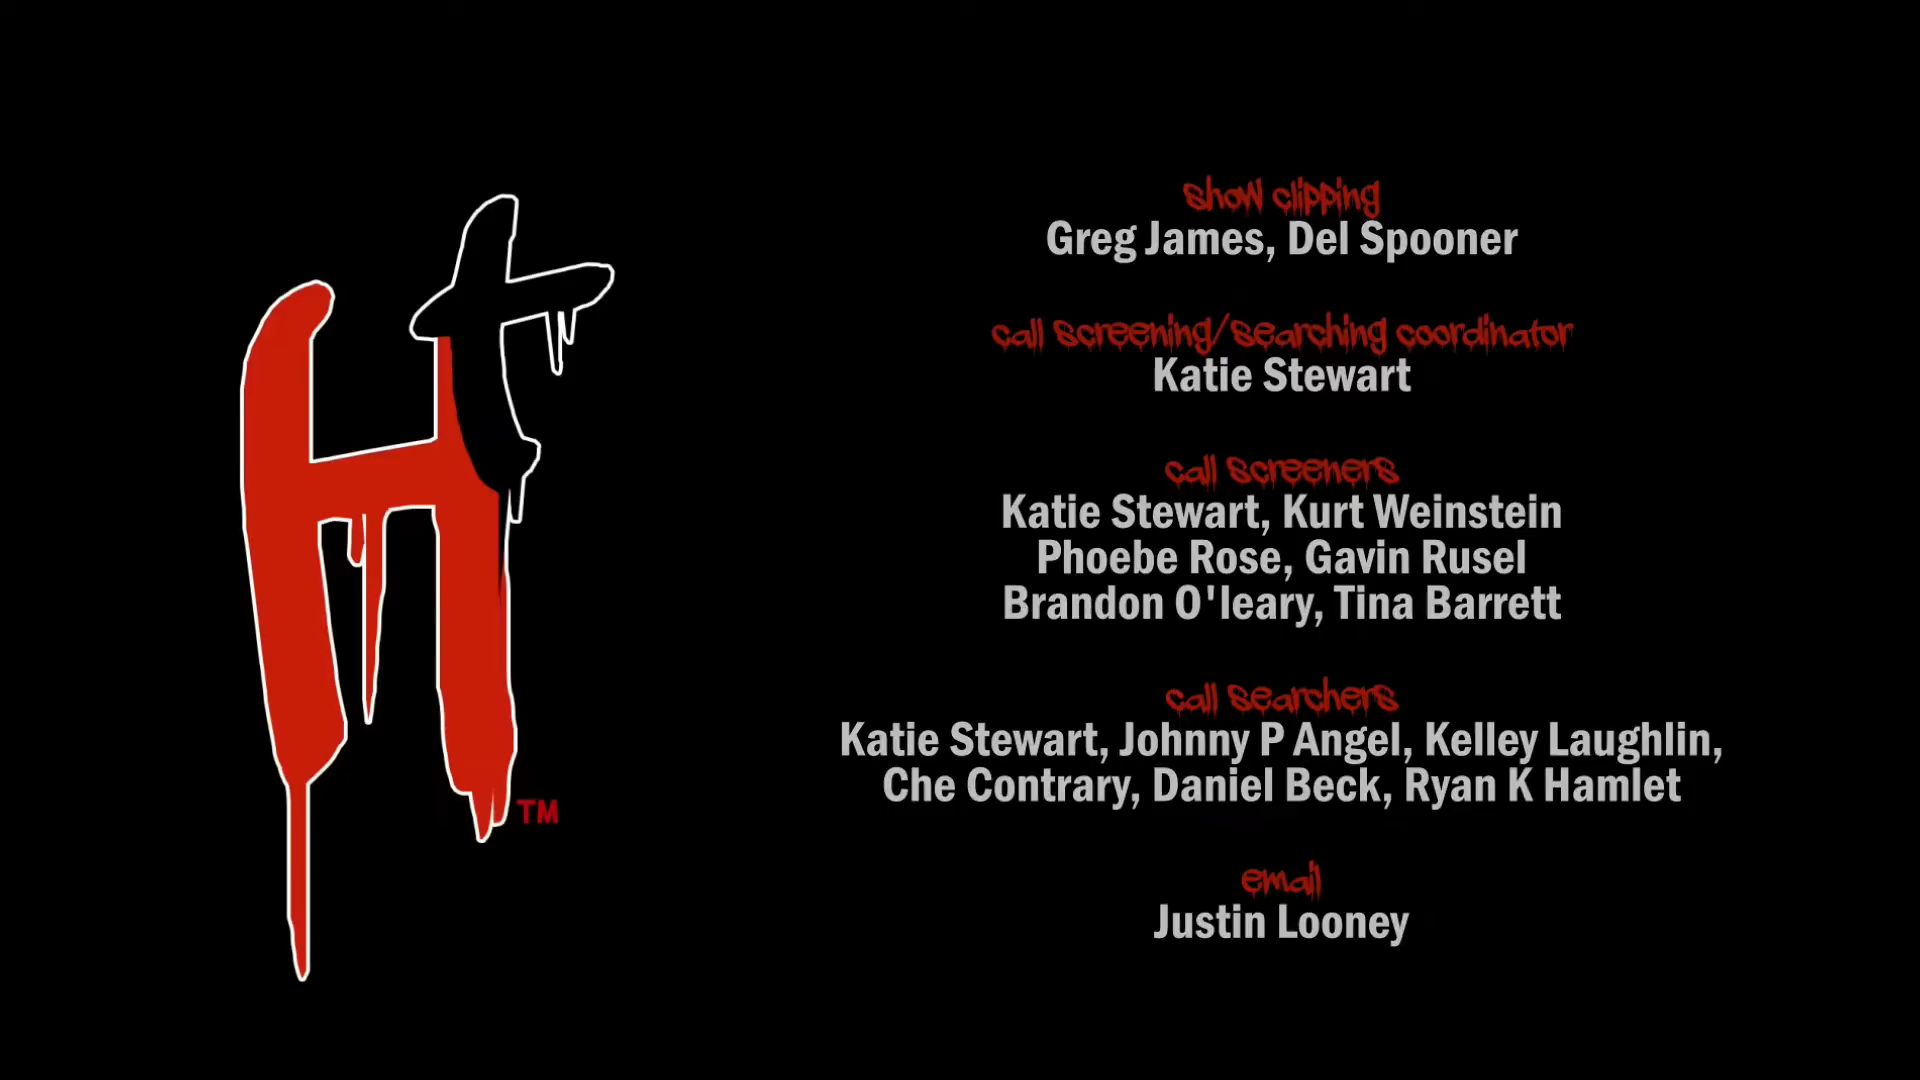 Ht
TM
show clipping
Greg James, Del Spooner
call screening/searching coordinator
Katie Stewart
call screeners
Katie Stewart, Kurt Weinstein
Phoebe Rose, Gavin Rusel
Brandon O'leary, Tina Barrett
call searchers
Katie Stewart, Johnny P Angel, Kelley Laughlin,
Che Contrary, Daniel Beck, Ryan K Hamlet
email
Justin Looney